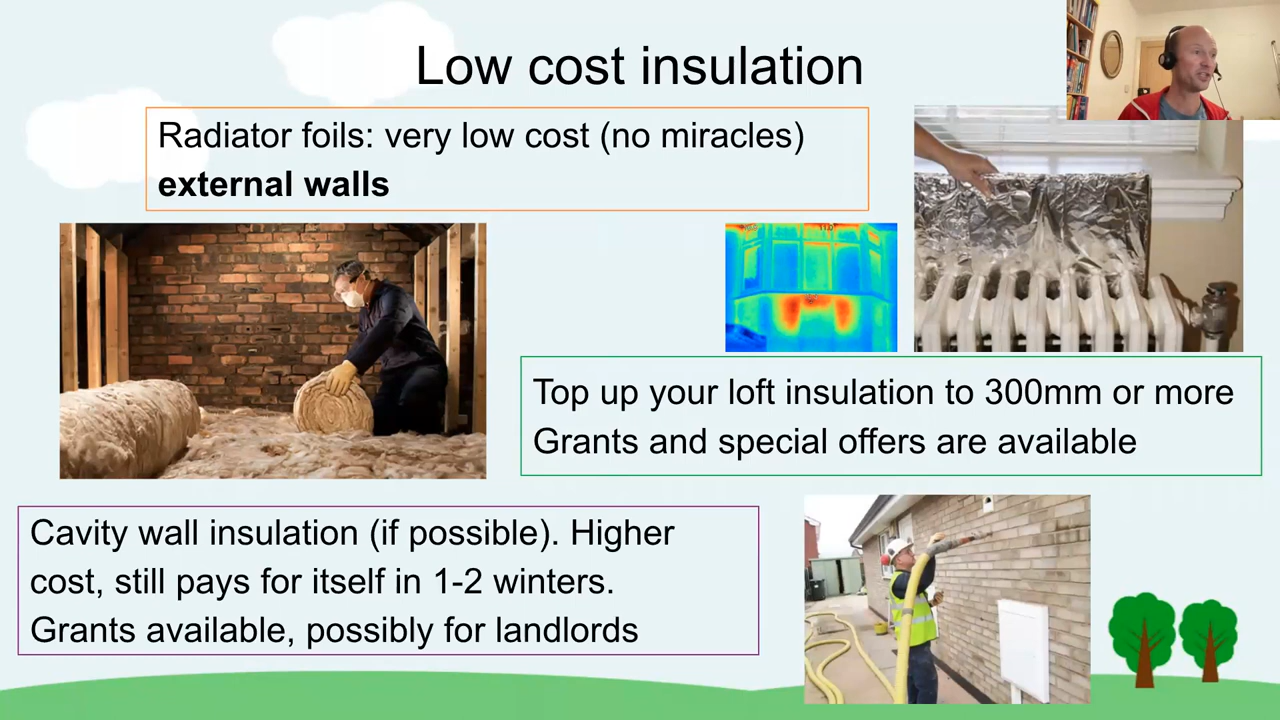 Low cost insulation
Radiator foils: very low cost (no miracles)
external walls
Top up your loft insulation to 300mm or more
Grants and special offers are available
Cavity wall insulation (if possible). Higher
cost, still pays for itself in 1-2 winters.
Grants available, possibly for landlords